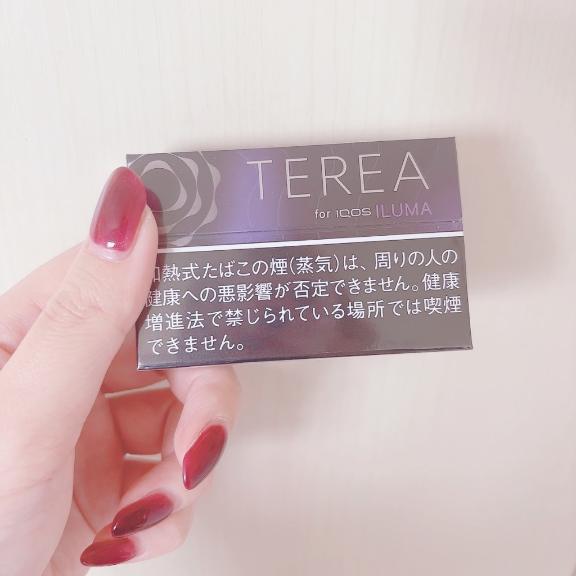 TEREA
for IQOS ILUMA
加熱式たばこの煙(蒸気)は、周りの人の
健康への悪影響が否定できません。健康
増進法で禁じられている場所では喫煙
できません。